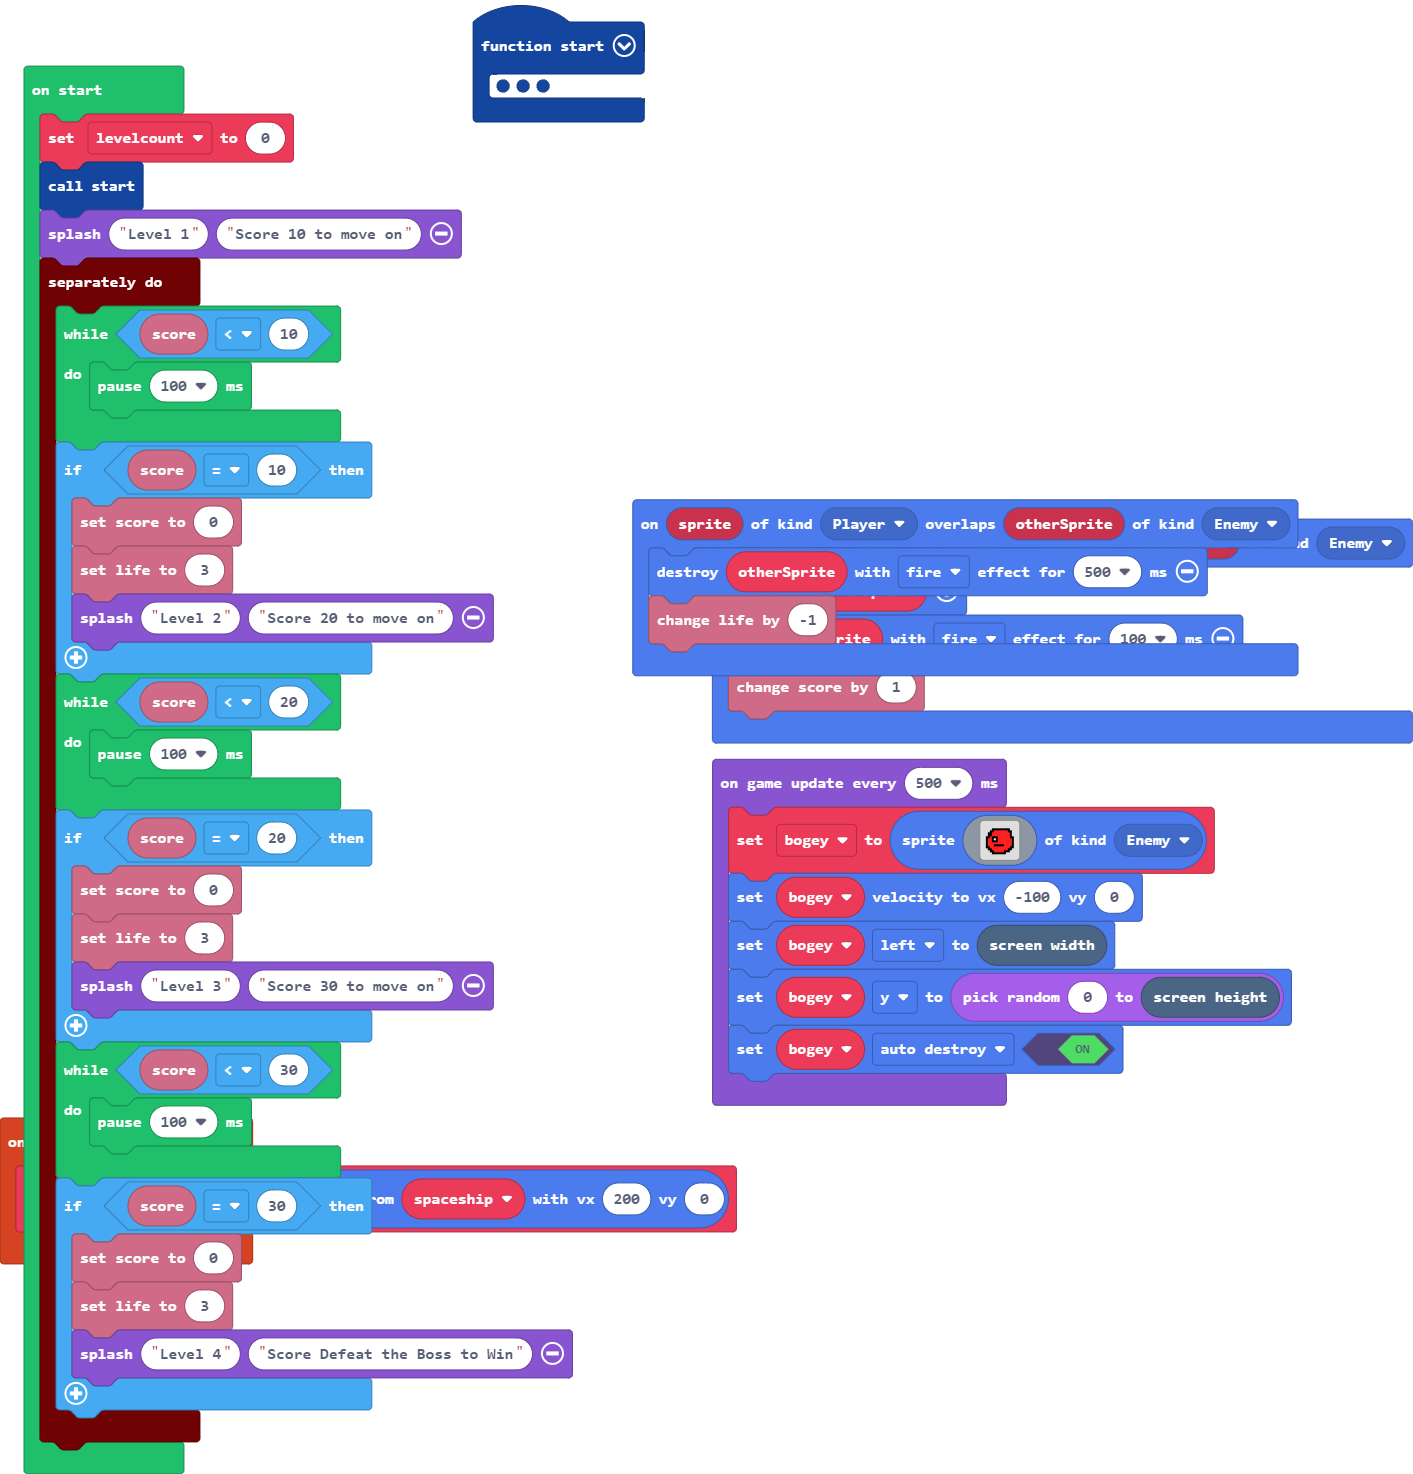 function start
on start
set levelcount to 0
call start
splash "Level 1" "Score 10 to move on"
separately do
while score < 10
do pause 100 ms
if score = 10 then
set score to 0
set life to 3
splash "Level 2" "Score 20 to move on"
while score < 20
do pause 100 ms
if score = 20 then
set score to 0
set life to 3
splash "Level 3" "Score 30 to move on"
while score < 30
do pause 100 ms
if score = 30 then
set score to 0
set life to 3
splash "Level 4" "Score Defeat the Boss to Win"
on
spaceship with vx 200 vy 0
on sprite of kind Player overlaps otherSprite of kind Enemy
Enemy
destroy otherSprite with fire effect for 500 ms
change life by -1
with fire effect for 100 ms
change score by 1
on game update every 500 ms
set bogey to sprite of kind Enemy
set bogey velocity to vx -100 vy 0
set bogey left to screen width
set bogey y to pick random 0 to screen height
set bogey auto destroy ON